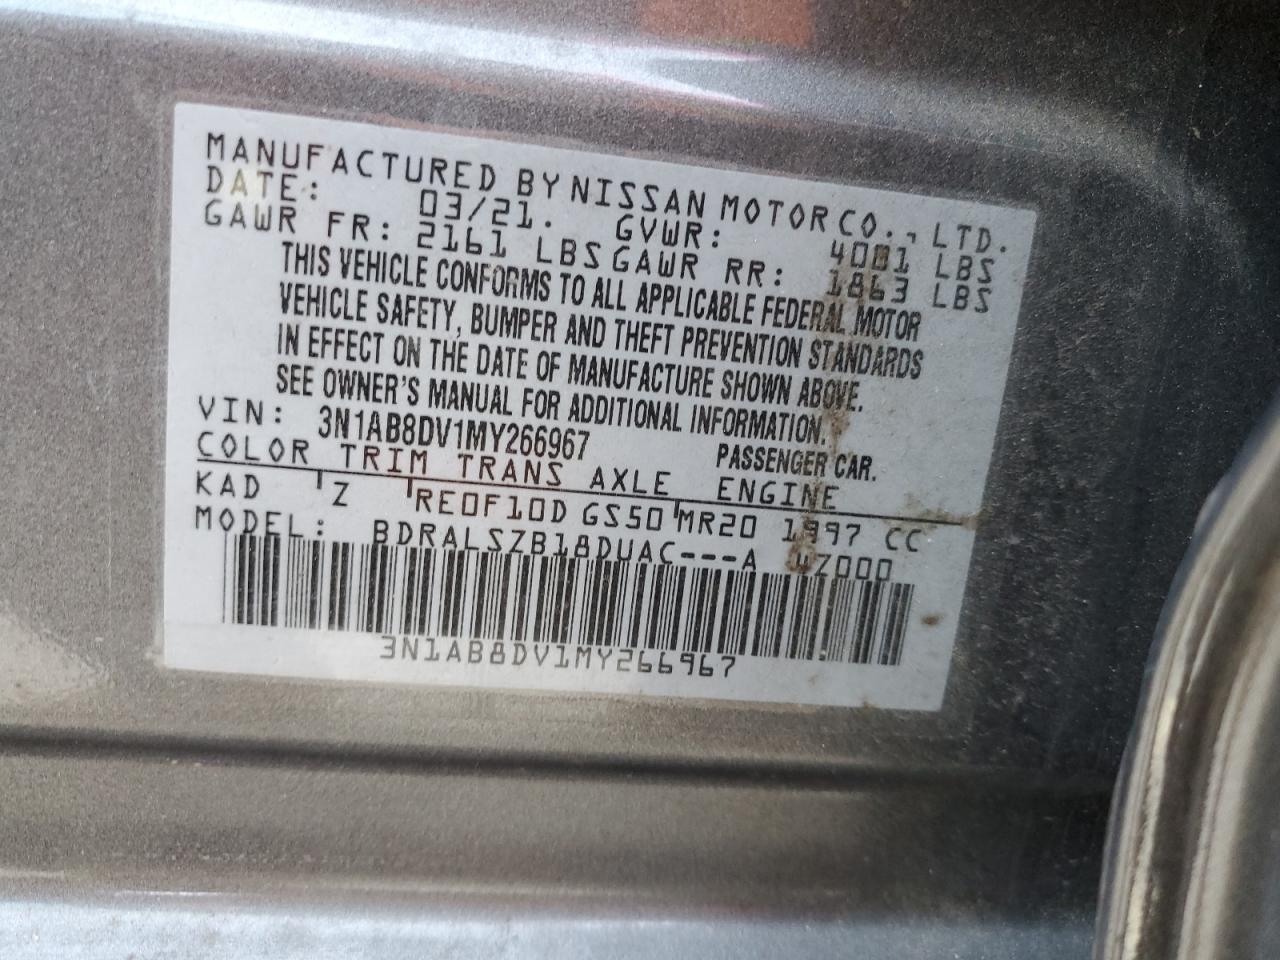 MANUFACTURED BY NISSAN MOTOR CO., LTD.
DATE: 03/21. GVWR: 4001 LBS
GAWR FR: 2161 LBS GAWR RR: 1863 LBS
THIS VEHICLE CONFORMS TO ALL APPLICABLE FEDERAL MOTOR
VEHICLE SAFETY, BUMPER AND THEFT PREVENTION STANDARDS
IN EFFECT ON THE DATE OF MANUFACTURE SHOWN ABOVE.
SEE OWNER'S MANUAL FOR ADDITIONAL INFORMATION.
VIN: 3N1AB8DV1MY266967 PASSENGER CAR.
COLOR TRIM TRANS AXLE ENGINE
KAD Z RE0F10D GS50 MR20 1997 CC
MODEL: BDRALSZB18DUAC---A WZ000
3N1AB8DV1MY266967